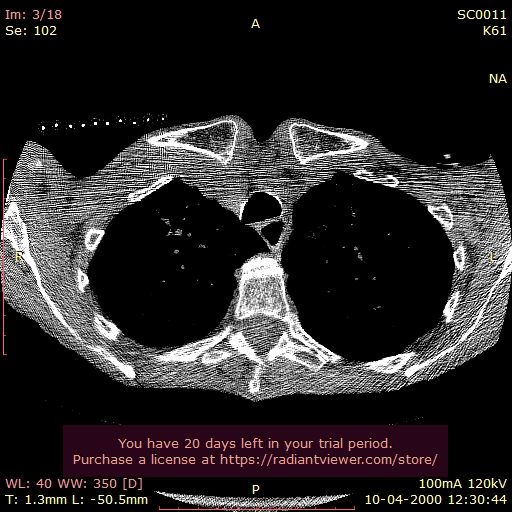 Im: 3/18
Se: 102
A
SC0011
K61
NA
R
L
You have 20 days left in your trial period.
Purchase a license at https://radiantviewer.com/store/
WL: 40 WW: 350 [D]
T: 1.3mm L: -50.5mm
P
100mA 120kV
10-04-2000 12:30:44